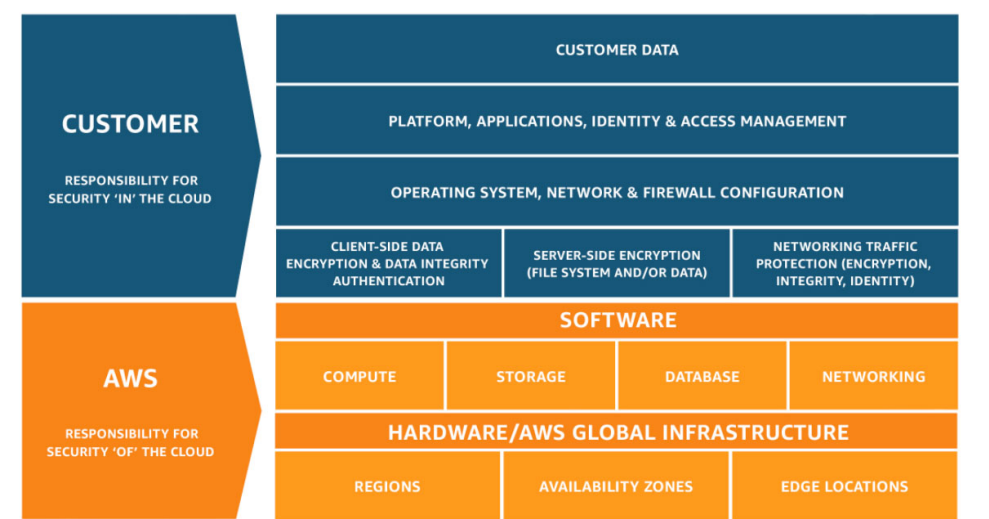 CUSTOMER
RESPONSIBILITY FOR
SECURITY ‘IN’ THE CLOUD
CUSTOMER DATA
PLATFORM, APPLICATIONS, IDENTITY & ACCESS MANAGEMENT
OPERATING SYSTEM, NETWORK & FIREWALL CONFIGURATION
CLIENT-SIDE DATA
ENCRYPTION & DATA INTEGRITY
AUTHENTICATION
SERVER-SIDE ENCRYPTION
(FILE SYSTEM AND/OR DATA)
NETWORKING TRAFFIC
PROTECTION (ENCRYPTION,
INTEGRITY, IDENTITY)
AWS
RESPONSIBILITY FOR
SECURITY ‘OF’ THE CLOUD
SOFTWARE
COMPUTE
STORAGE
DATABASE
NETWORKING
HARDWARE/AWS GLOBAL INFRASTRUCTURE
REGIONS
AVAILABILITY ZONES
EDGE LOCATIONS